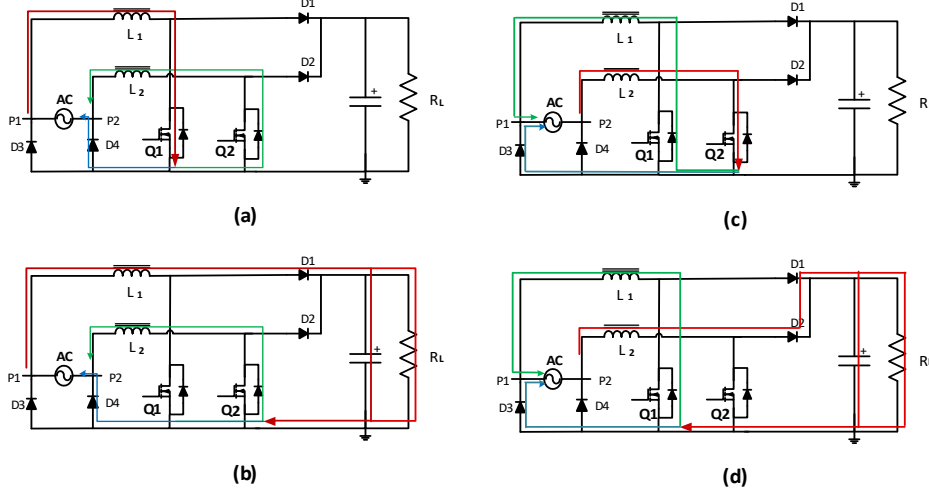 D1
L1
D2
L2
AC
+
RL
P1
P2
D3
D4
Q1
Q2
(a)
D1
L1
D2
L2
AC
+
R
P1
P2
D3
D4
Q1
Q2
(c)
D1
L1
D2
L2
AC
+
RL
P1
P2
D3
D4
Q1
Q2
(b)
D1
L1
D2
L2
AC
+
R
P1
P2
D3
D4
Q1
Q2
(d)